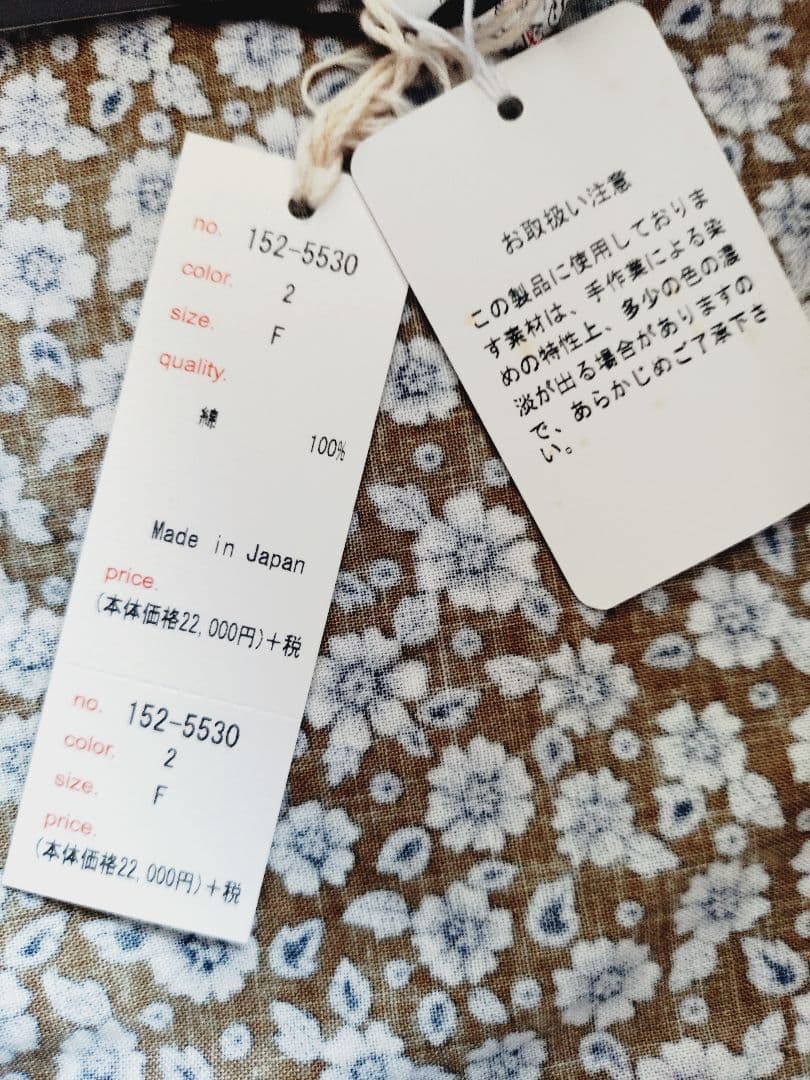 no. 152-5530
color. 2
size. F
quality.
綿 100%
Made in Japan
price.
(本体価格22,000円)+税
no. 152-5530
color. 2
size. F
price.
(本体価格22,000円)+税
お取扱い注意
この製品に使用しておりま
す素材は、手作業による染
めの特性上、多少の色の濃
淡が出る場合がありますの
で、あらかじめご了承下さ
い。